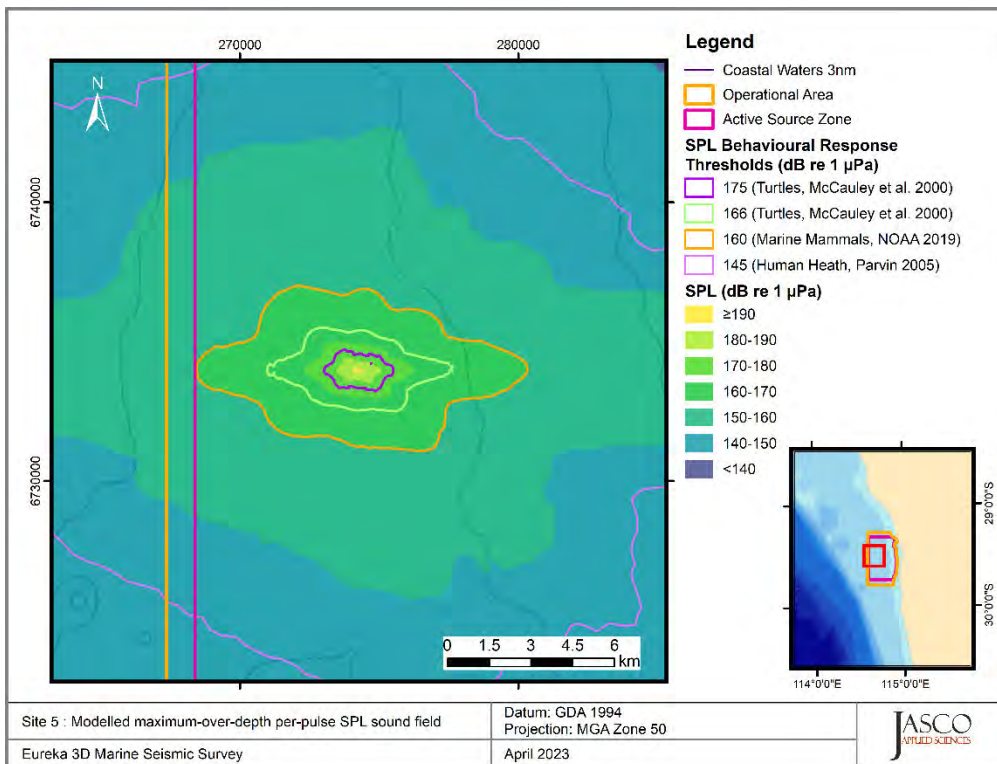 270000
280000
6740000
6730000
N
0 1.5 3 4.5 6
km
Legend
Coastal Waters 3nm
Operational Area
Active Source Zone
SPL Behavioural Response
Thresholds (dB re 1 µPa)
175 (Turtles, McCauley et al. 2000)
166 (Turtles, McCauley et al. 2000)
160 (Marine Mammals, NOAA 2019)
145 (Human Heath, Parvin 2005)
SPL (dB re 1 µPa)
≥190
180-190
170-180
160-170
150-160
140-150
<140
29°0'0"S
30°0'0"S
114°0'0"E
115°0'0"E
Site 5 : Modelled maximum-over-depth per-pulse SPL sound field
Datum: GDA 1994
Projection: MGA Zone 50
Eureka 3D Marine Seismic Survey
April 2023
JASCO
APPLIED SCIENCES